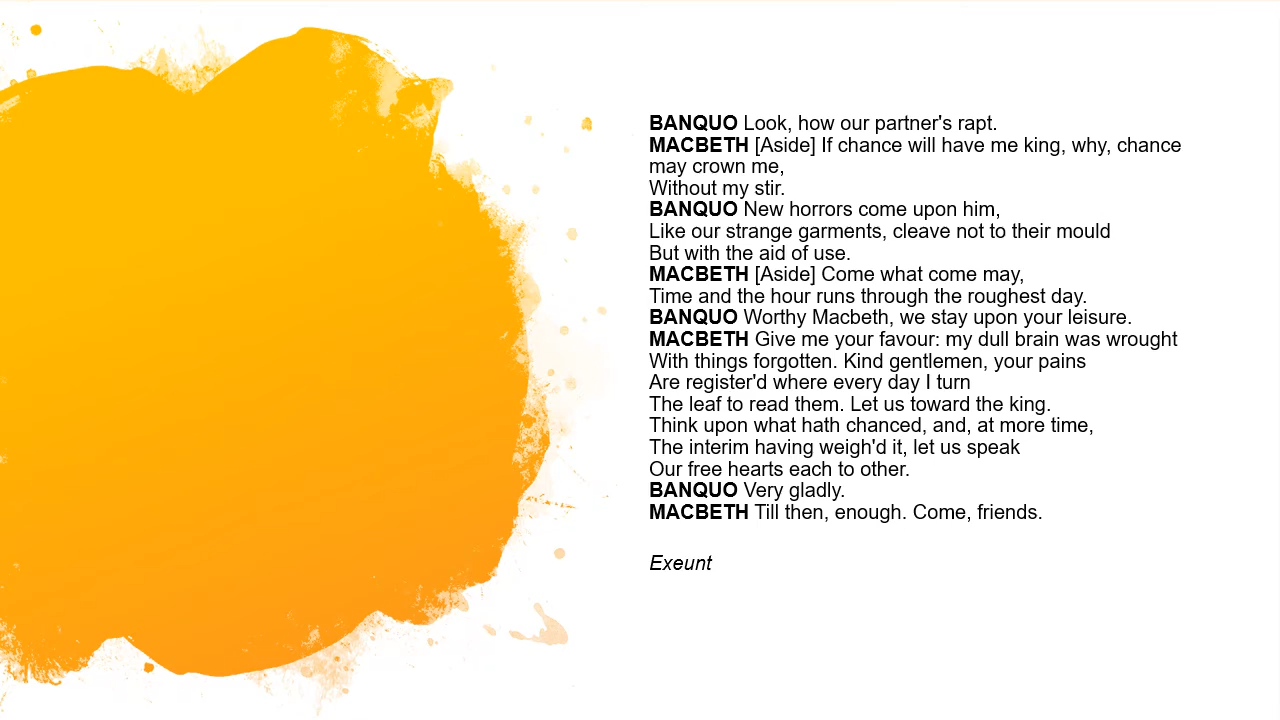 BANQUO Look, how our partner's rapt.
MACBETH [Aside] If chance will have me king, why, chance
may crown me,
Without my stir.
BANQUO New horrors come upon him,
Like our strange garments, cleave not to their mould
But with the aid of use.
MACBETH [Aside] Come what come may,
Time and the hour runs through the roughest day.
BANQUO Worthy Macbeth, we stay upon your leisure.
MACBETH Give me your favour: my dull brain was wrought
With things forgotten. Kind gentlemen, your pains
Are register'd where every day I turn
The leaf to read them. Let us toward the king.
Think upon what hath chanced, and, at more time,
The interim having weigh'd it, let us speak
Our free hearts each to other.
BANQUO Very gladly.
MACBETH Till then, enough. Come, friends.
Exeunt